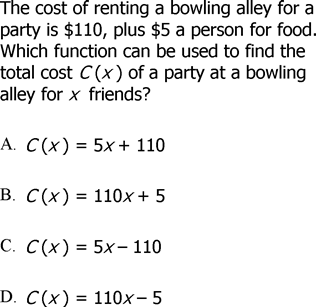 The cost of renting a bowling alley for a
party is $110, plus $5 a person for food.
Which function can be used to find the
total cost C(x) of a party at a bowling
alley for x friends?
A. C(x) = 5x + 110
B. C(x) = 110x + 5
C. C(x) = 5x − 110
D. C(x) = 110x − 5